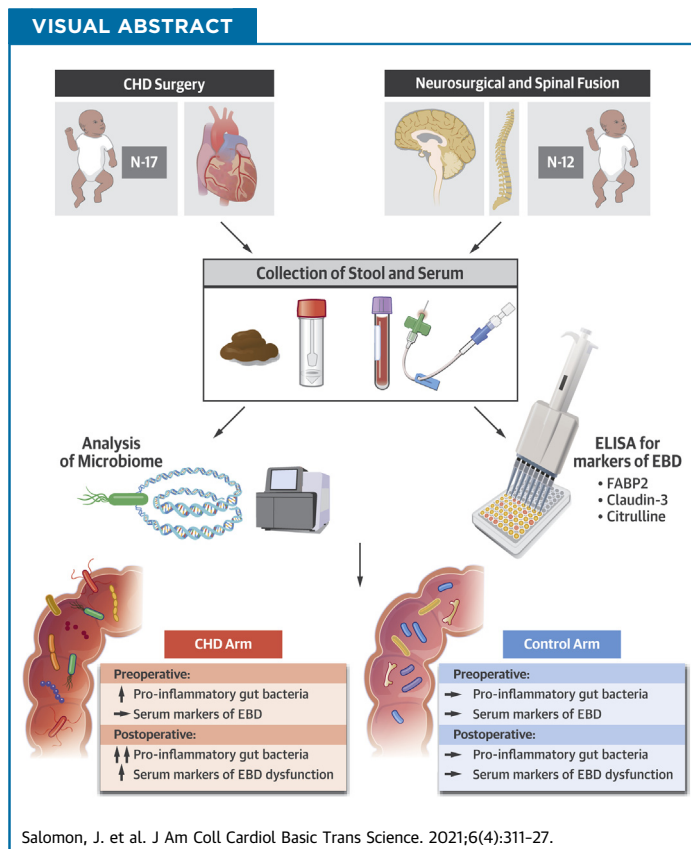 VISUAL ABSTRACT
CHD Surgery
N-17
Neurosurgical and Spinal Fusion
N-12
Collection of Stool and Serum
Analysis
of Microbiome
ELISA for
markers of EBD
• FABP2
• Claudin-3
• Citrulline
CHD Arm
Preoperative:
↑ Pro-inflammatory gut bacteria
→ Serum markers of EBD
Postoperative:
↑↑ Pro-inflammatory gut bacteria
↑ Serum markers of EBD dysfunction
Control Arm
Preoperative:
→ Pro-inflammatory gut bacteria
→ Serum markers of EBD
Postoperative:
→ Pro-inflammatory gut bacteria
→ Serum markers of EBD dysfunction
Salomon, J. et al. J Am Coll Cardiol Basic Trans Science. 2021;6(4):311–27.